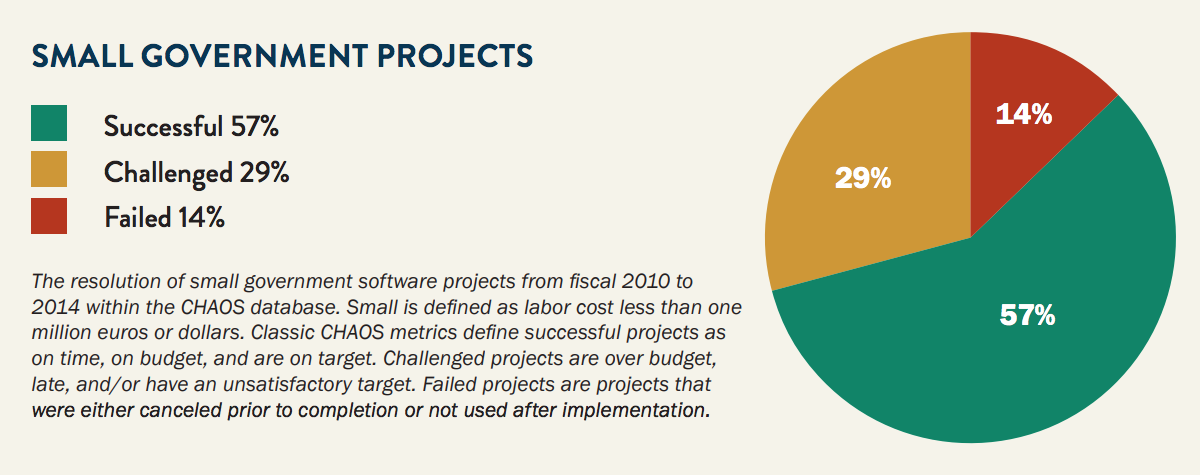 SMALL GOVERNMENT PROJECTS
Successful 57%
Challenged 29%
Failed 14%
The resolution of small government software projects from fiscal 2010 to
2014 within the CHAOS database. Small is defined as labor cost less than one
million euros or dollars. Classic CHAOS metrics define successful projects as
on time, on budget, and are on target. Challenged projects are over budget,
late, and/or have an unsatisfactory target. Failed projects are projects that
were either canceled prior to completion or not used after implementation.
14%
29%
57%